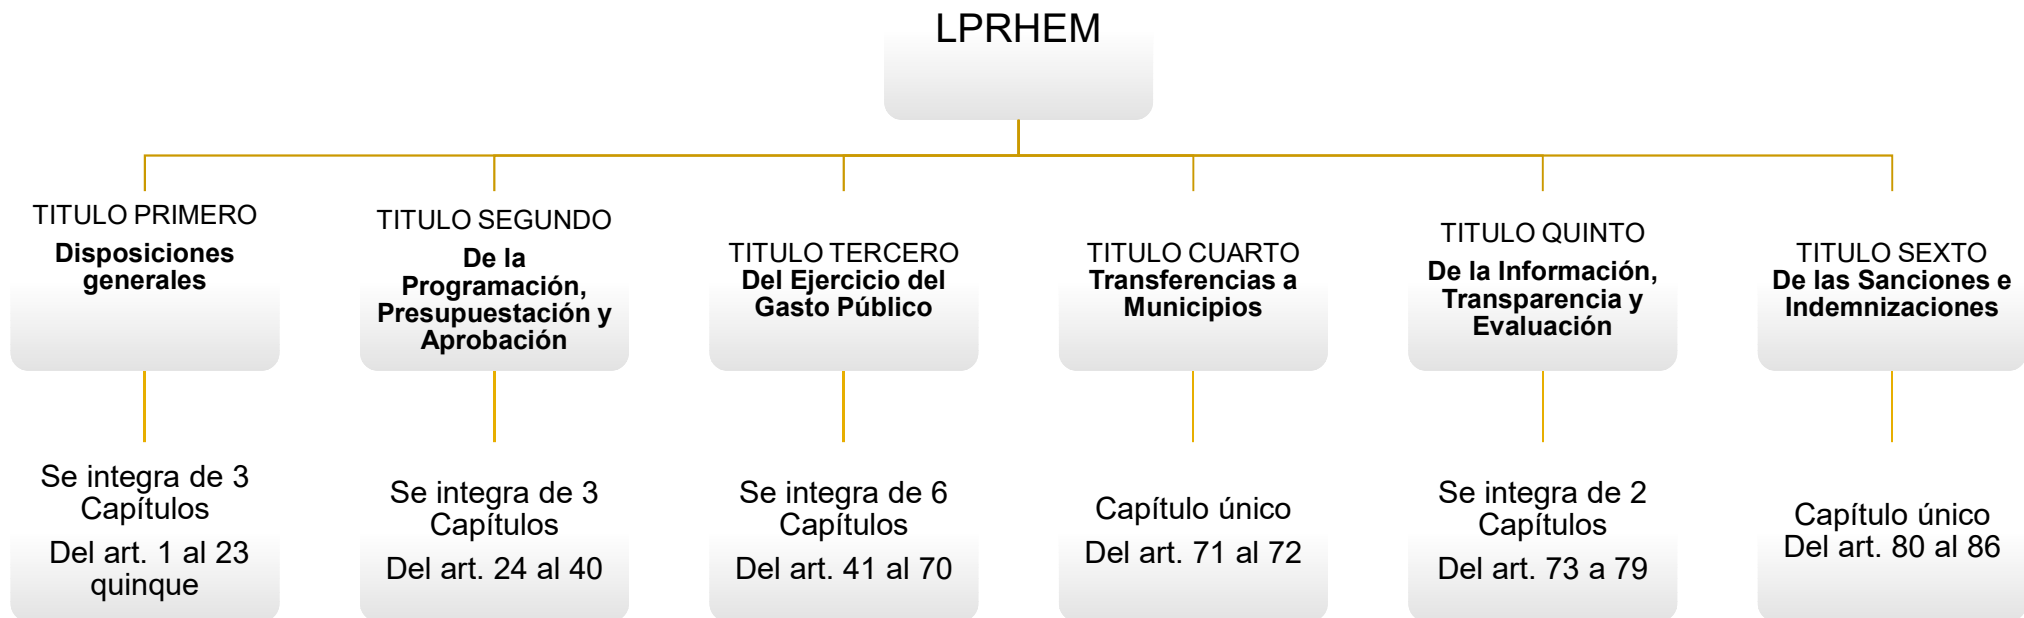 LPRHEM
TITULO PRIMERO
Disposiciones
generales
TITULO SEGUNDO
De la
Programación,
Presupuestación y
Aprobación
TITULO TERCERO
Del Ejercicio del
Gasto Público
TITULO CUARTO
Transferencias a
Municipios
TITULO QUINTO
De la Información,
Transparencia y
Evaluación
TITULO SEXTO
De las Sanciones e
Indemnizaciones
Se integra de 3
Capítulos
Del art. 1 al 23
quinque
Se integra de 3
Capítulos
Del art. 24 al 40
Se integra de 6
Capítulos
Del art. 41 al 70
Capítulo único
Del art. 71 al 72
Se integra de 2
Capítulos
Del art. 73 a 79
Capítulo único
Del art. 80 al 86